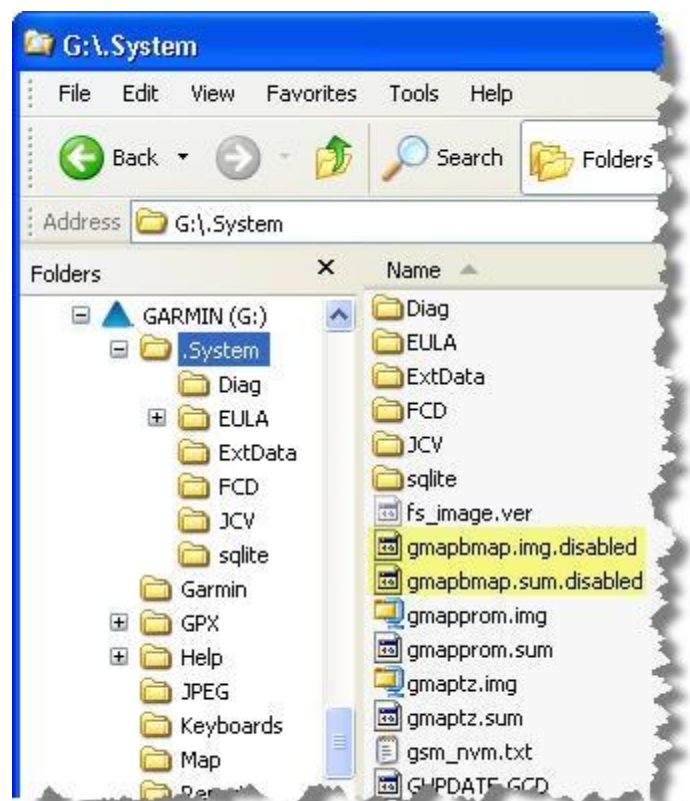 G:\.System
File Edit View Favorites Tools Help
Back Search Folders
Address G:\.System
Folders
GARMIN (G:)
.System
Diag
EULA
ExtData
FCD
JCV
sqlite
Garmin
GPX
Help
JPEG
Keyboards
Map
Name
Diag
EULA
ExtData
FCD
JCV
sqlite
fs_image.ver
gmapbmap.img.disabled
gmapbmap.sum.disabled
gmapprom.img
gmapprom.sum
gmaptz.img
gmaptz.sum
gsm_nvm.txt
GUPDATE.GCD